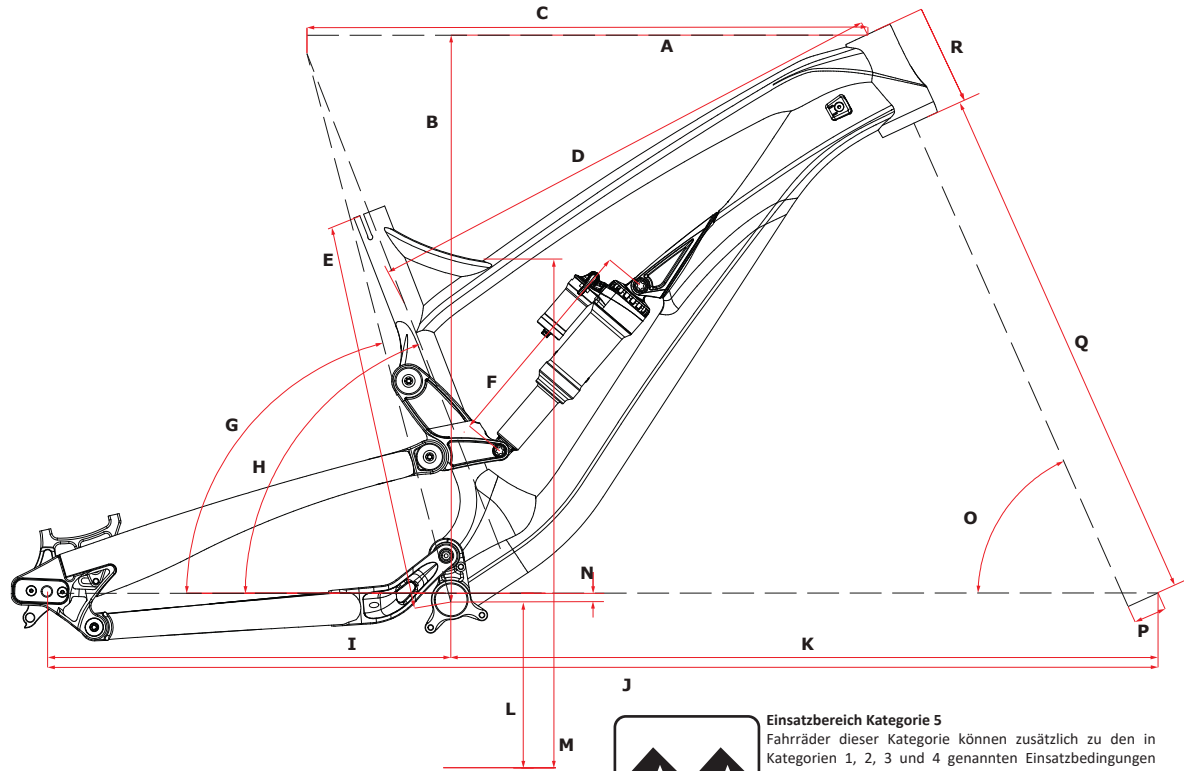 C
A
R
B
D
E
F
Q
G
H
O
N
P
I
K
J
L
M
Einsatzbereich Kategorie 5
Fahrräder dieser Kategorie können zusätzlich zu den in
Kategorien 1, 2, 3 und 4 genannten Einsatzbedingungen